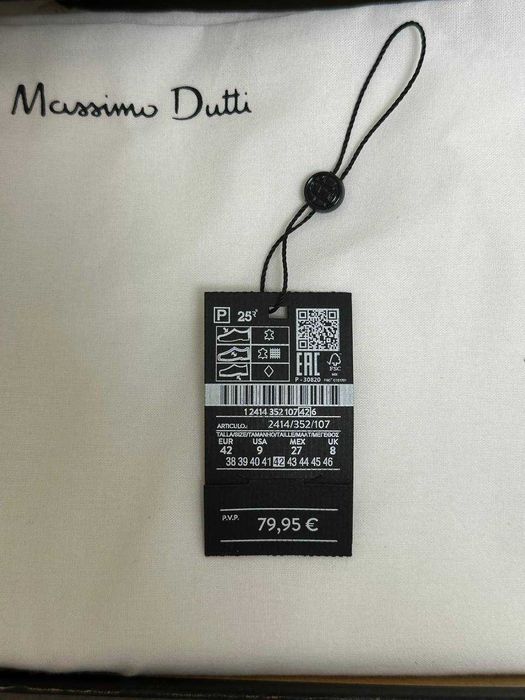 Massimo Dutti
P 25
EAC
FSC
P - 30820
1 2414 352 107 42 6
ARTICULO.: 2414/352/107
TALLA/SIZE/TAMANHO/TAILLE/MAAT/ΜΕΓΕΘΟΣ
EUR USA MEX UK
42 9 27 8
38 39 40 41 42 43 44 45 46
P.V.P. 79,95 €